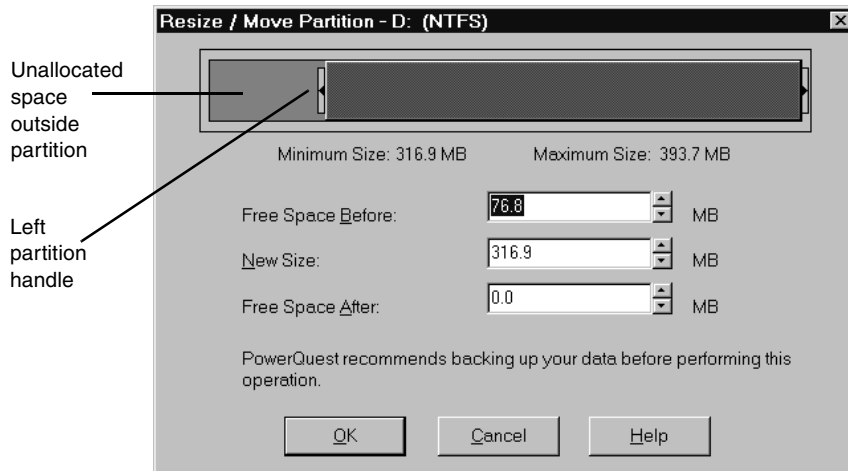 Resize / Move Partition - D: (NTFS)
Unallocated
space
outside
partition
Left
partition
handle
Minimum Size: 316.9 MB
Maximum Size: 393.7 MB
Free Space Before:
76.8
MB
New Size:
316.9
MB
Free Space After:
0.0
MB
PowerQuest recommends backing up your data before performing this
operation.
OK
Cancel
Help